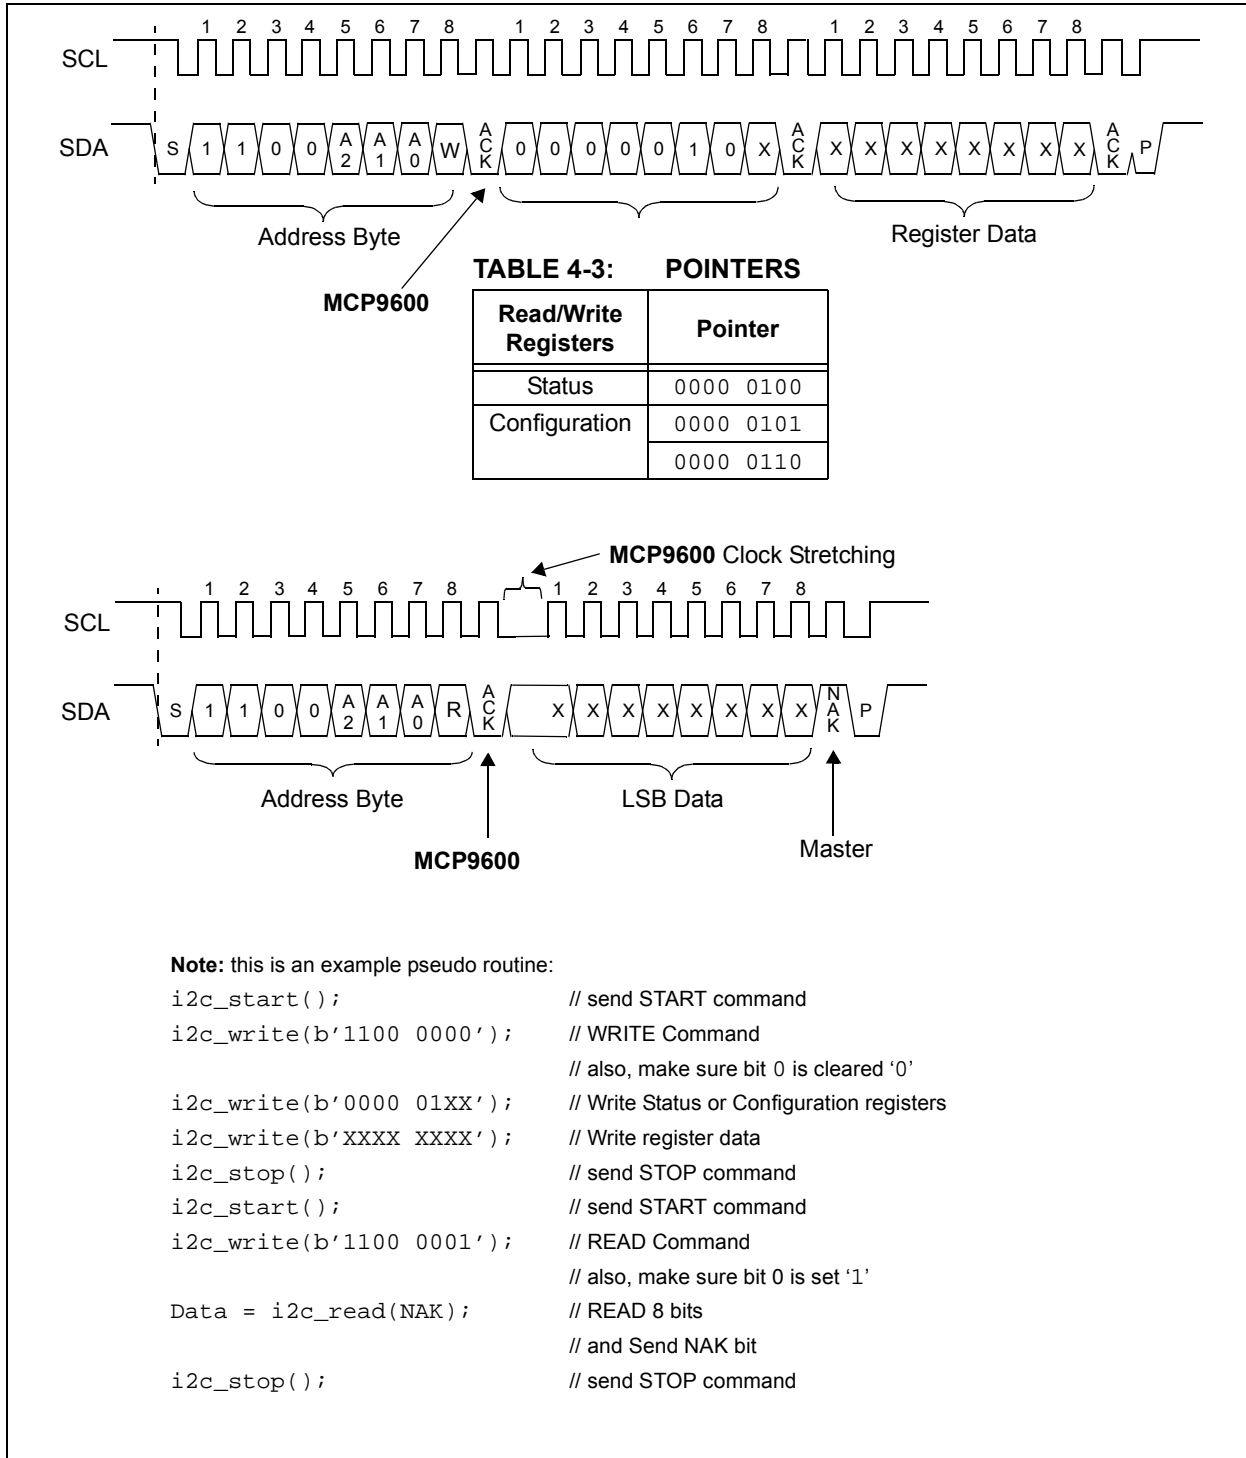 1 2 3 4 5 6 7 8 1 2 3 4 5 6 7 8 1 2 3 4 5 6 7 8
SCL
SDA S 1 1 0 0 A2 A1 A0 W ACK 0 0 0 0 0 1 0 X ACK X X X X X X X X ACK P
Address Byte
Register Data
MCP9600
TABLE 4-3: POINTERS
Read/Write Registers Pointer
Status 0000 0100
Configuration 0000 0101
0000 0110
MCP9600 Clock Stretching
1 2 3 4 5 6 7 8 1 2 3 4 5 6 7 8
SCL
SDA S 1 1 0 0 A2 A1 A0 R ACK X X X X X X X X NAK P
Address Byte LSB Data
MCP9600
Master
Note: this is an example pseudo routine:
i2c_start(); // send START command
i2c_write(b’1100 0000’); // WRITE Command
// also, make sure bit 0 is cleared ‘0’
i2c_write(b’0000 01XX’); // Write Status or Configuration registers
i2c_write(b’XXXX XXXX’); // Write register data
i2c_stop(); // send STOP command
i2c_start(); // send START command
i2c_write(b’1100 0001’); // READ Command
// also, make sure bit 0 is set ‘1’
Data = i2c_read(NAK); // READ 8 bits
// and Send NAK bit
i2c_stop(); // send STOP command